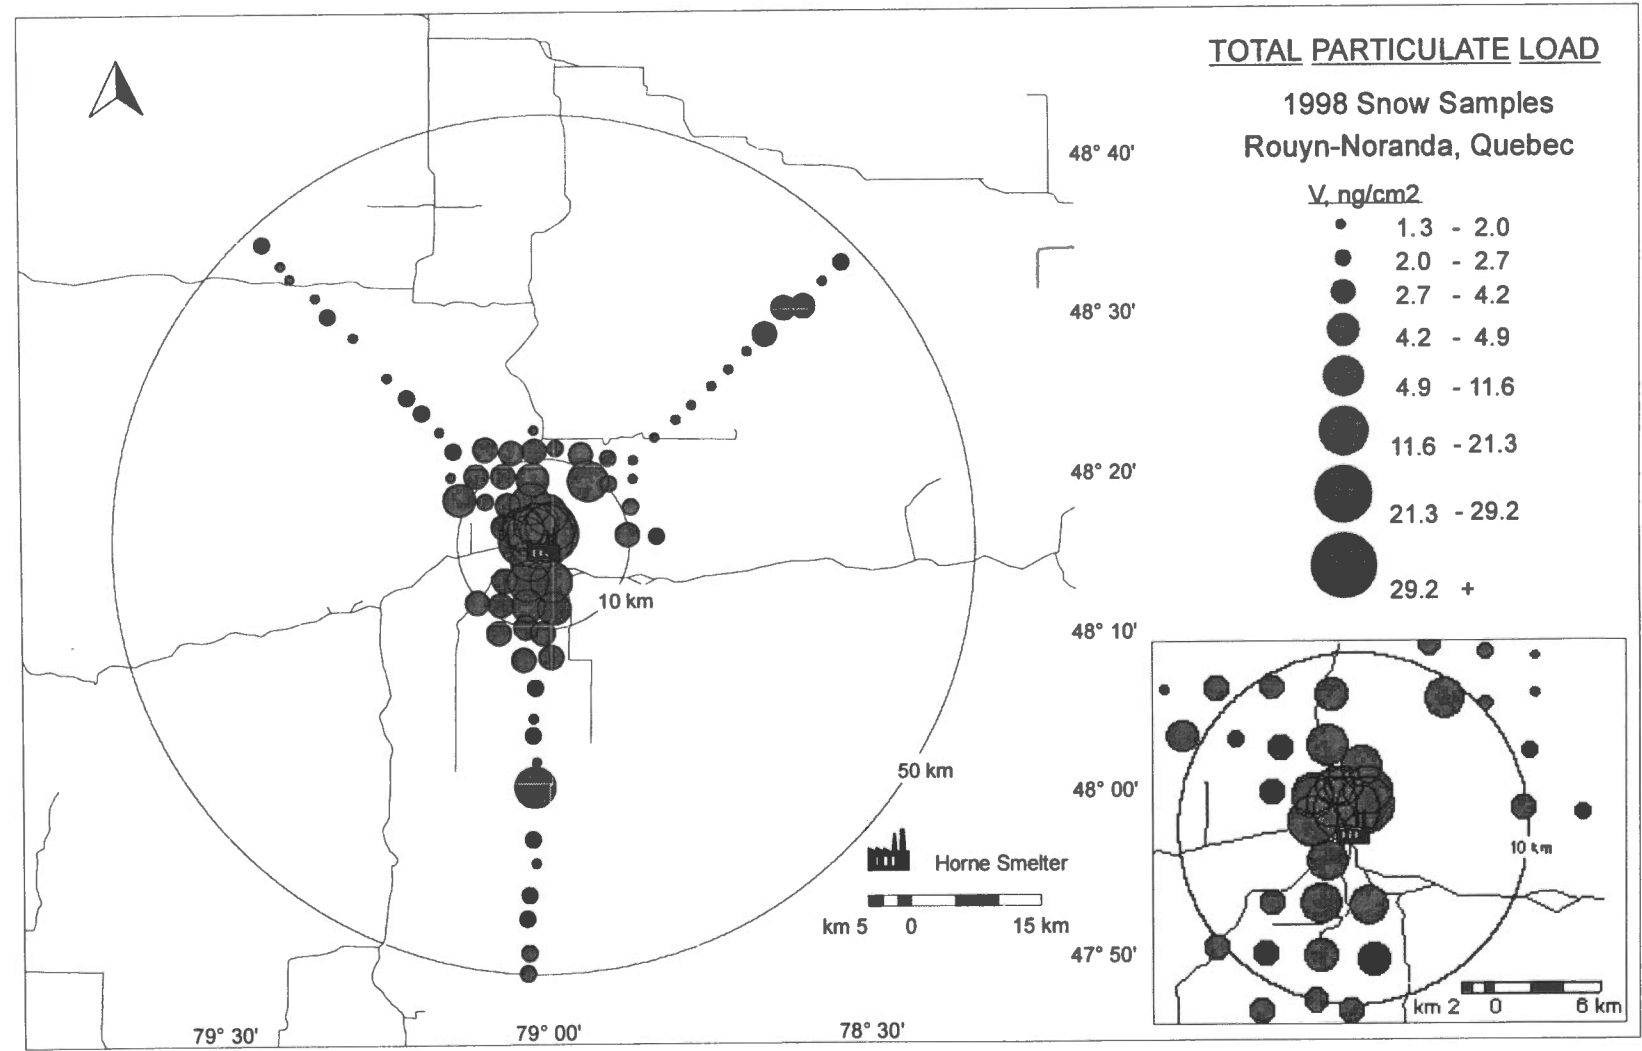 TOTAL PARTICULATE LOAD
1998 Snow Samples
Rouyn-Noranda, Quebec
V, ng/cm2
1.3 - 2.0
2.0 - 2.7
2.7 - 4.2
4.2 - 4.9
4.9 - 11.6
11.6 - 21.3
21.3 - 29.2
29.2 +
48° 40'
48° 30'
48° 20'
48° 10'
48° 00'
47° 50'
10 km
50 km
Horne Smelter
km 5 0 15 km
79° 30' 79° 00' 78° 30'
10 km
km 2 0 6 km